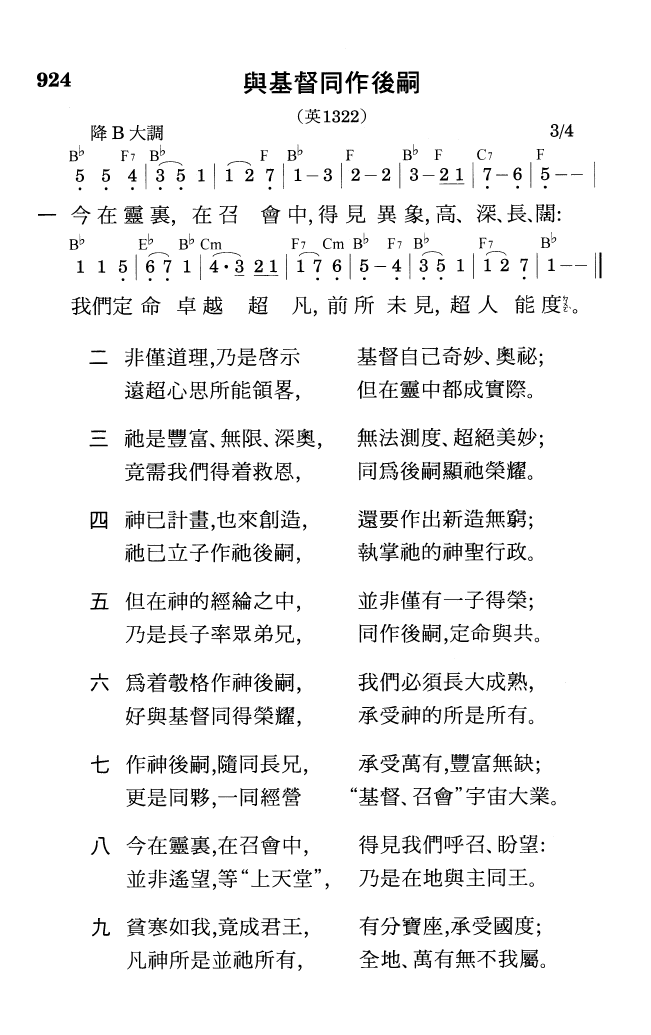 924
與基督同作後嗣
(英1322)
降B大調 3/4
B♭ F7 B♭ F B♭ F B♭ F C7 F
5 5 4 | 3 5 1 | 1 2 7 | 1 - 3 | 2 - 2 | 3 - 2 1 | 7 - 6 | 5 - - |
一 今在靈裏, 在召 會中,得見異象,高、深、長、闊:
B♭ E♭ B♭ Cm F7 Cm B♭ F7 B♭ F7 B♭
1 1 5 | 6 7 1 | 4 · 3 2 1 | 1 7 6 | 5 - 4 | 3 5 1 | 1 2 7 | 1 - - ‖
我們定命 卓越 超 凡, 前所未見, 超人 能度。
二 非僅道理,乃是啓示 基督自己奇妙、奧祕;
遠超心思所能領畧, 但在靈中都成實際。
三 祂是豐富、無限、深奧, 無法測度、超絕美妙;
竟需我們得着救恩, 同爲後嗣顯祂榮耀。
四 神已計畫,也來創造, 還要作出新造無窮;
祂已立子作祂後嗣, 執掌祂的神聖行政。
五 但在神的經綸之中, 並非僅有一子得榮;
乃是長子率眾弟兄, 同作後嗣,定命與共。
六 爲着彀格作神後嗣, 我們必須長大成熟,
好與基督同得榮耀, 承受神的所是所有。
七 作神後嗣,隨同長兄, 承受萬有,豐富無缺;
更是同夥,一同經營 “基督、召會”宇宙大業。
八 今在靈裏,在召會中, 得見我們呼召、盼望:
並非遙望,等“上天堂”, 乃是在地與主同王。
九 貧寒如我,竟成君王, 有分寶座,承受國度;
凡神所是並祂所有, 全地、萬有無不我屬。